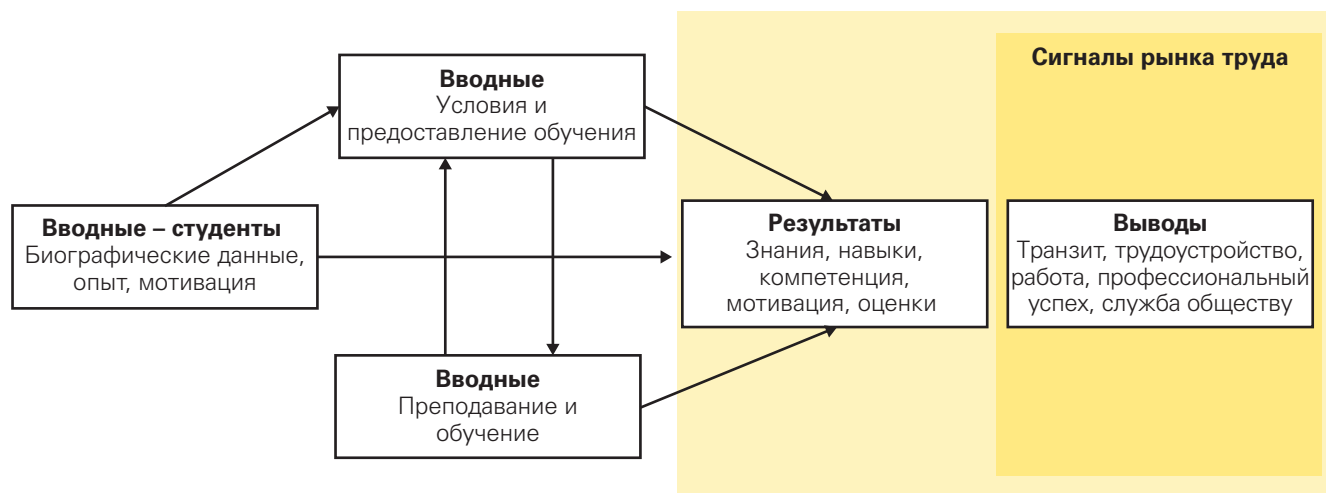 Сигналы рынка труда
Вводные
Условия и
предоставление обучения
Вводные – студенты
Биографические данные,
опыт, мотивация
Результаты
Знания, навыки,
компетенция,
мотивация, оценки
Выводы
Транзит, трудоустройство,
работа, профессиональный
успех, служба обществу
Вводные
Преподавание и
обучение